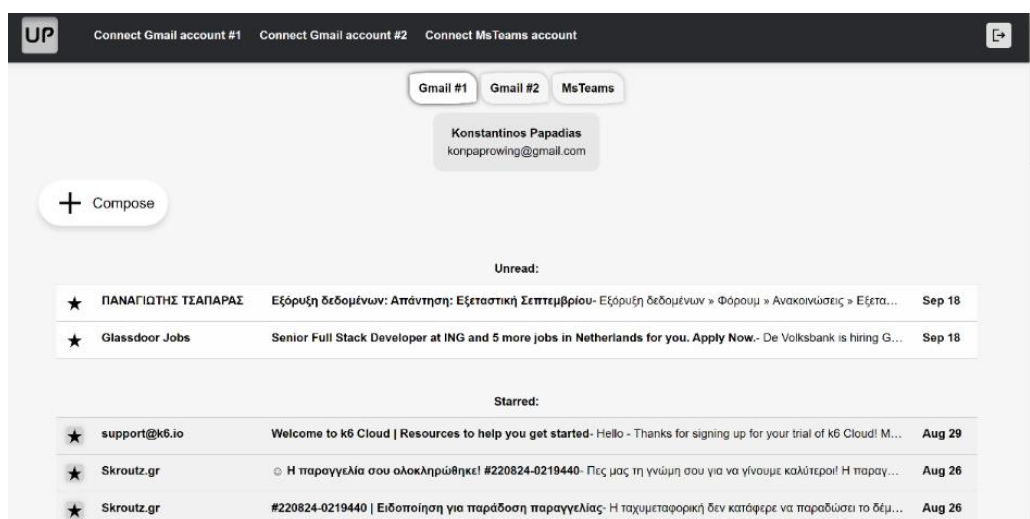 UP Connect Gmail account #1 Connect Gmail account #2 Connect MsTeams account
Gmail #1 Gmail #2 MsTeams
Konstantinos Papadias
konpaprowing@gmail.com
Compose
Unread:
ΠΑΝΑΓΙΩΤΗΣ ΤΣΑΠΑΡΑΣ Εξόρυξη δεδομένων: Απάντηση: Εξεταστική Σεπτεμβρίου- Εξόρυξη δεδομένων » Φόρουμ » Ανακοινώσεις » Εξετα... Sep 18
Glassdoor Jobs Senior Full Stack Developer at ING and 5 more jobs in Netherlands for you. Apply Now.- De Volksbank is hiring G... Sep 18
Starred:
support@k6.io Welcome to k6 Cloud | Resources to help you get started- Hello - Thanks for signing up for your trial of k6 Cloud! M... Aug 29
Skroutz.gr ☺ Η παραγγελία σου ολοκληρώθηκε! #220824-0219440- Πες μας τη γνώμη σου για να γίνουμε καλύτεροι! Η παραγ... Aug 26
Skroutz.gr #220824-0219440 | Ειδοποίηση για παράδοση παραγγελίας- Η ταχυμεταφορική δεν κατάφερε να παραδώσει το δέμ... Aug 26